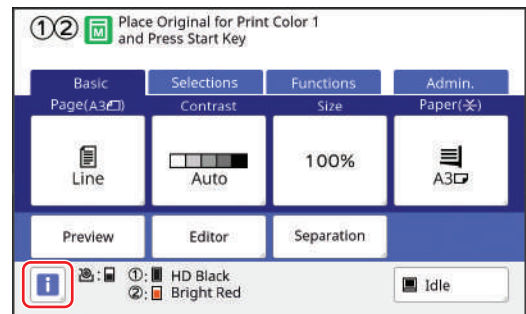 ①② M Place Original for Print Color 1
and Press Start Key
Basic Selections Functions Admin.
Page(A3) Contrast Size Paper( )
Line Auto 100% A3
Preview Editor Separation
i : ①: HD Black
②: Bright Red
Idle